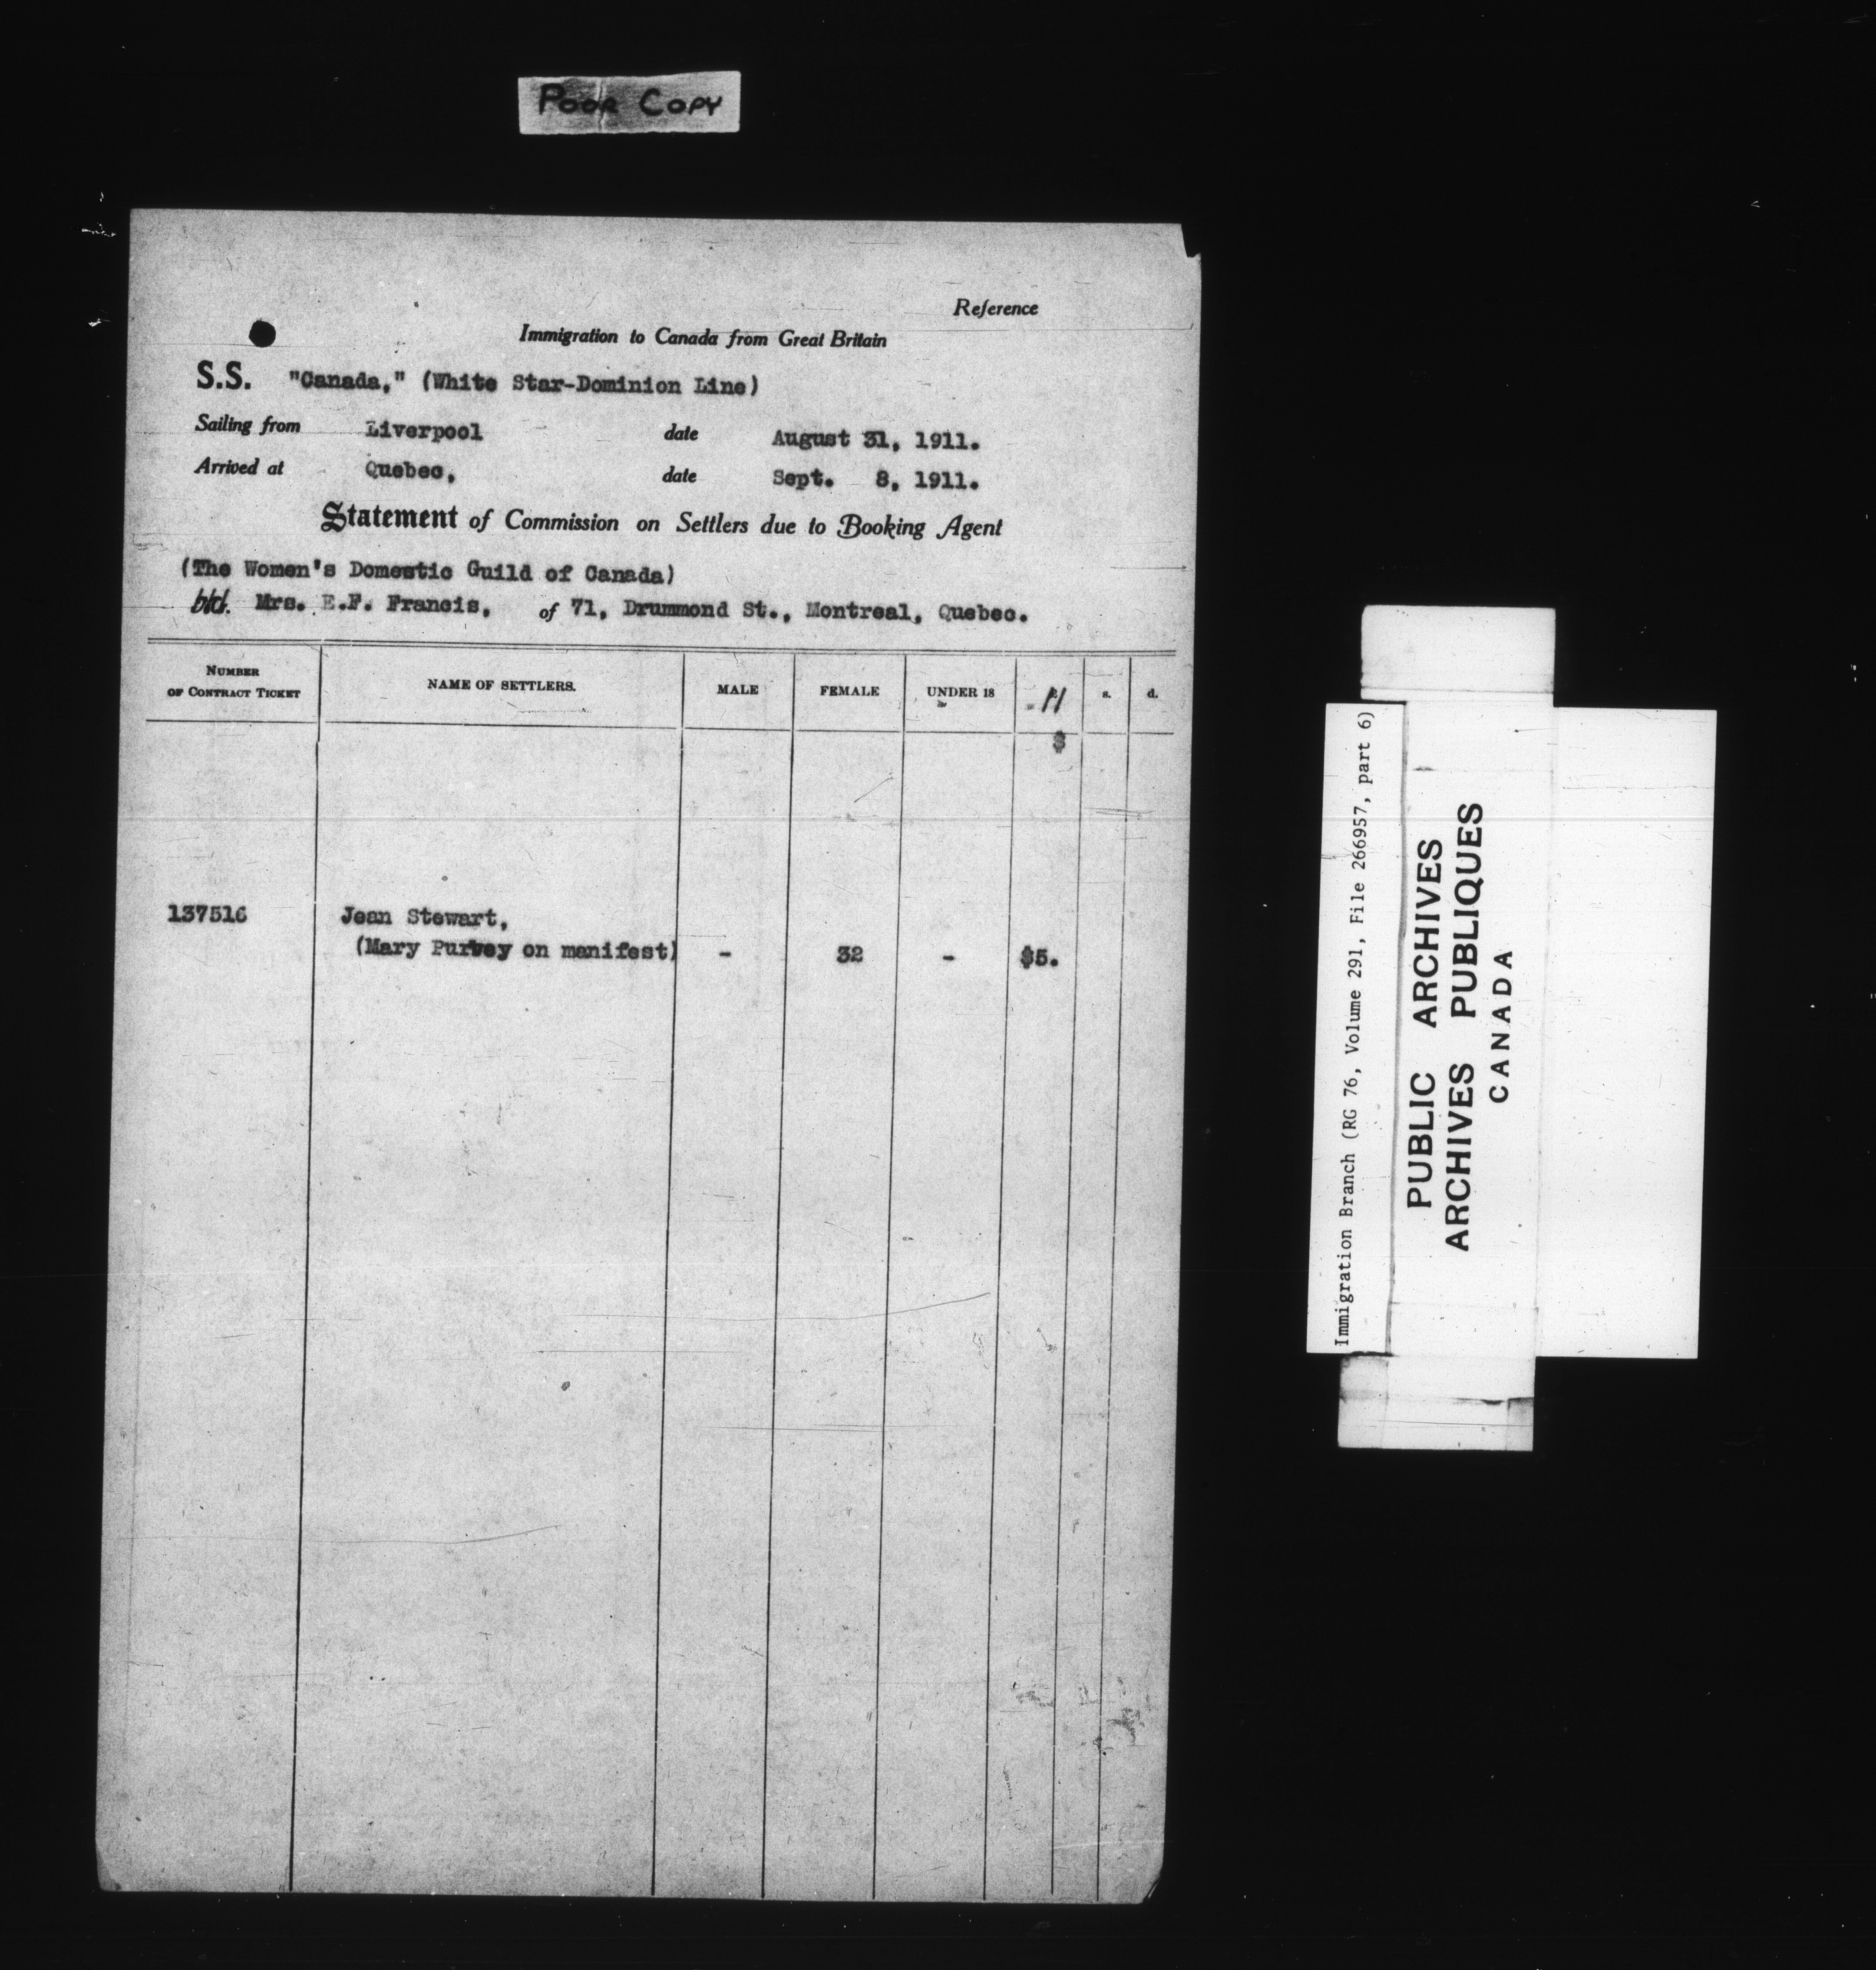 POOR COPY
Reference
Immigration to Canada from Great Britain
S.S. "Canada," (White Star-Dominion Line)
Sailing from Liverpool date August 31, 1911.
Arrived at Quebec, date Sept. 8, 1911.
Statement of Commission on Settlers due to Booking Agent
(The Women's Domestic Guild of Canada)
Mrs. E.F. Francis, of 71, Drummond St., Montreal, Quebec.
NUMBER
OF CONTRACT TICKET NAME OF SETTLERS. MALE FEMALE UNDER 18 s. d.
$
137516 Jean Stewart,
(Mary Purvey on manifest) - 32 - $5.
Immigration Branch (RG 76, Volume 291, File 266957, part 6)
PUBLIC ARCHIVES
ARCHIVES PUBLIQUES
CANADA